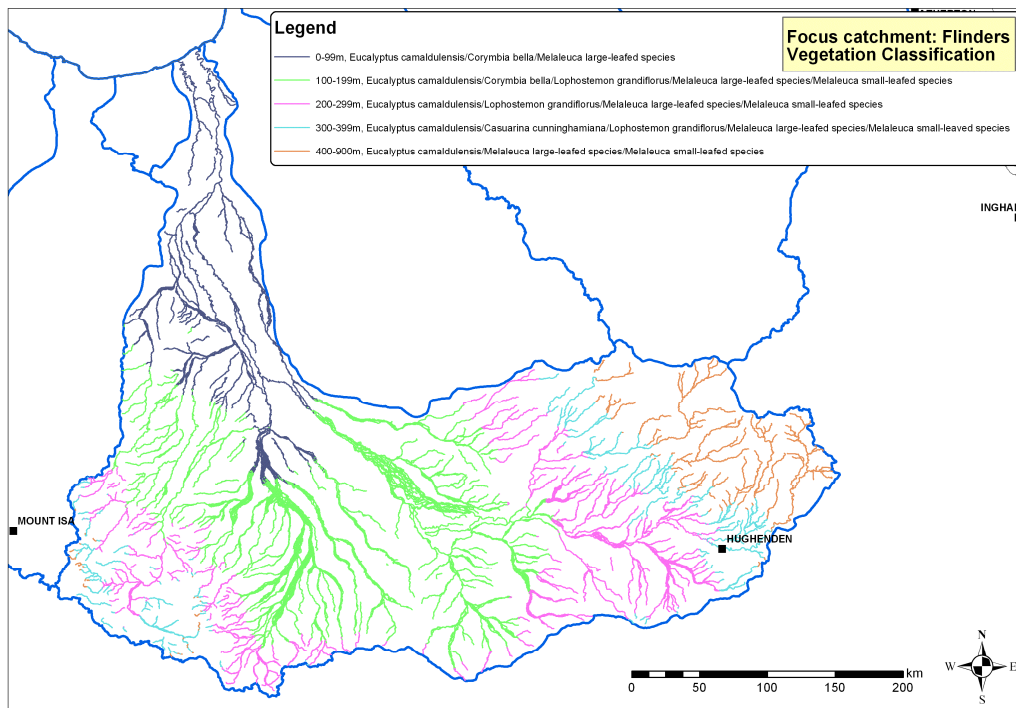 Legend
0-99m, Eucalyptus camaldulensis/Corymbia bella/Melaleuca large-leafed species
100-199m, Eucalyptus camaldulensis/Corymbia bella/Lophostemon grandiflorus/Melaleuca large-leafed species/Melaleuca small-leafed species
200-299m, Eucalyptus camaldulensis/Lophostemon grandiflorus/Melaleuca large-leafed species/Melaleuca small-leafed species
300-399m, Eucalyptus camaldulensis/Casuarina cunninghamiana/Lophostemon grandiflorus/Melaleuca large-leafed species/Melaleuca small-leaved species
400-900m, Eucalyptus camaldulensis/Melaleuca large-leafed species/Melaleuca small-leafed species
Focus catchment: Flinders
Vegetation Classification
INGHA
MOUNT ISA
HUGHENDEN
N
W
E
S
km
0 50 100 150 200